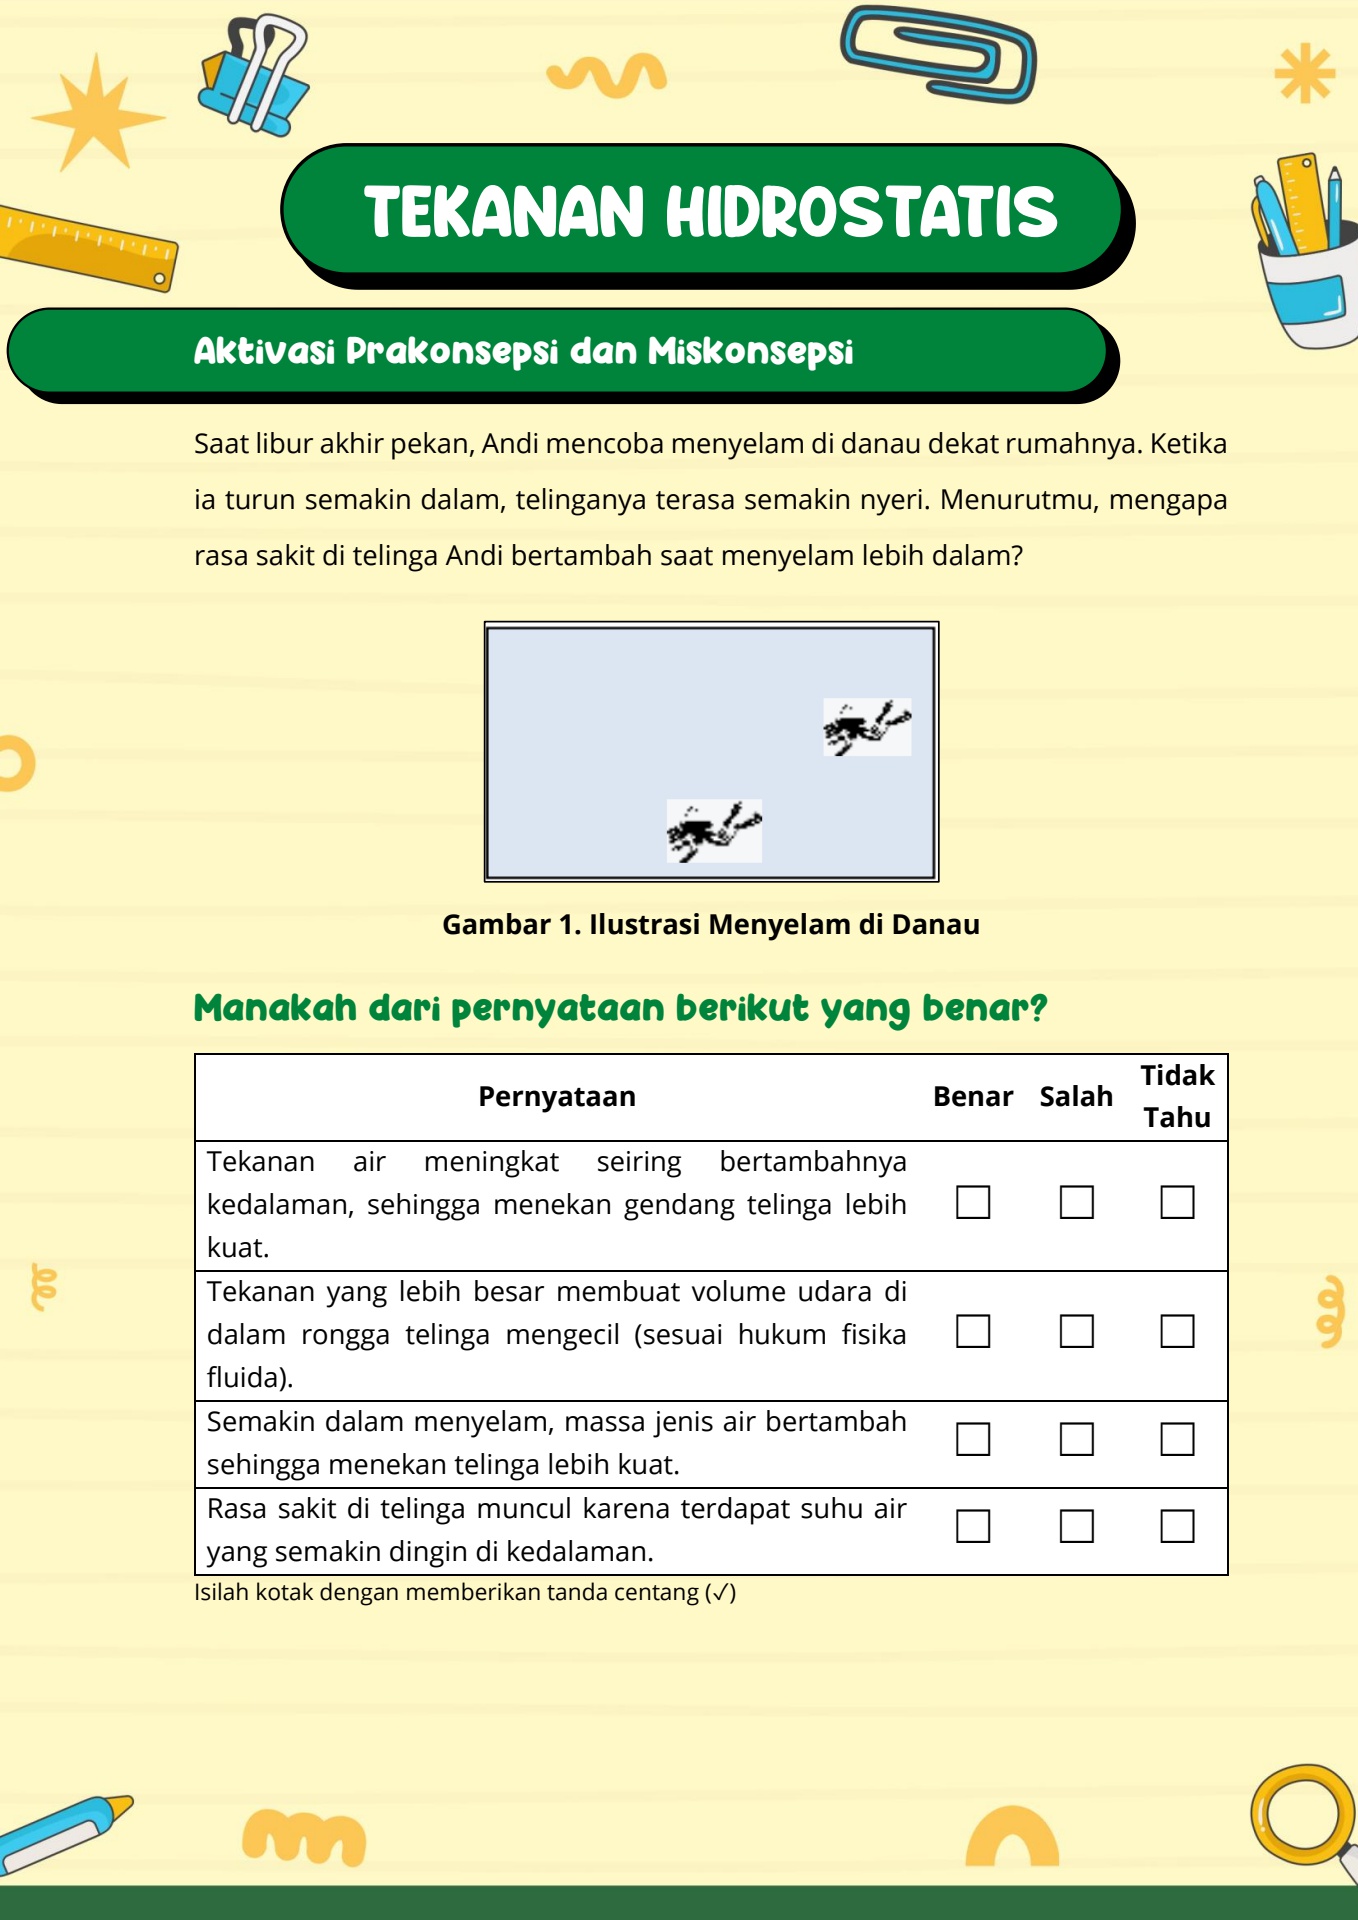 TEKANAN HIDROSTATIS
Aktivasi Prakonsepsi dan Miskonsepsi
Saat libur akhir pekan, Andi mencoba menyelam di danau dekat rumahnya. Ketika
ia turun semakin dalam, telinganya terasa semakin nyeri. Menurutmu, mengapa
rasa sakit di telinga Andi bertambah saat menyelam lebih dalam?
Gambar 1. Ilustrasi Menyelam di Danau
Manakah dari pernyataan berikut yang benar?
Pernyataan Benar Salah Tidak
Tahu
Tekanan air meningkat seiring bertambahnya
kedalaman, sehingga menekan gendang telinga lebih
kuat.
Tekanan yang lebih besar membuat volume udara di
dalam rongga telinga mengecil (sesuai hukum fisika
fluida).
Semakin dalam menyelam, massa jenis air bertambah
sehingga menekan telinga lebih kuat.
Rasa sakit di telinga muncul karena terdapat suhu air
yang semakin dingin di kedalaman.
Isilah kotak dengan memberikan tanda centang (✓)